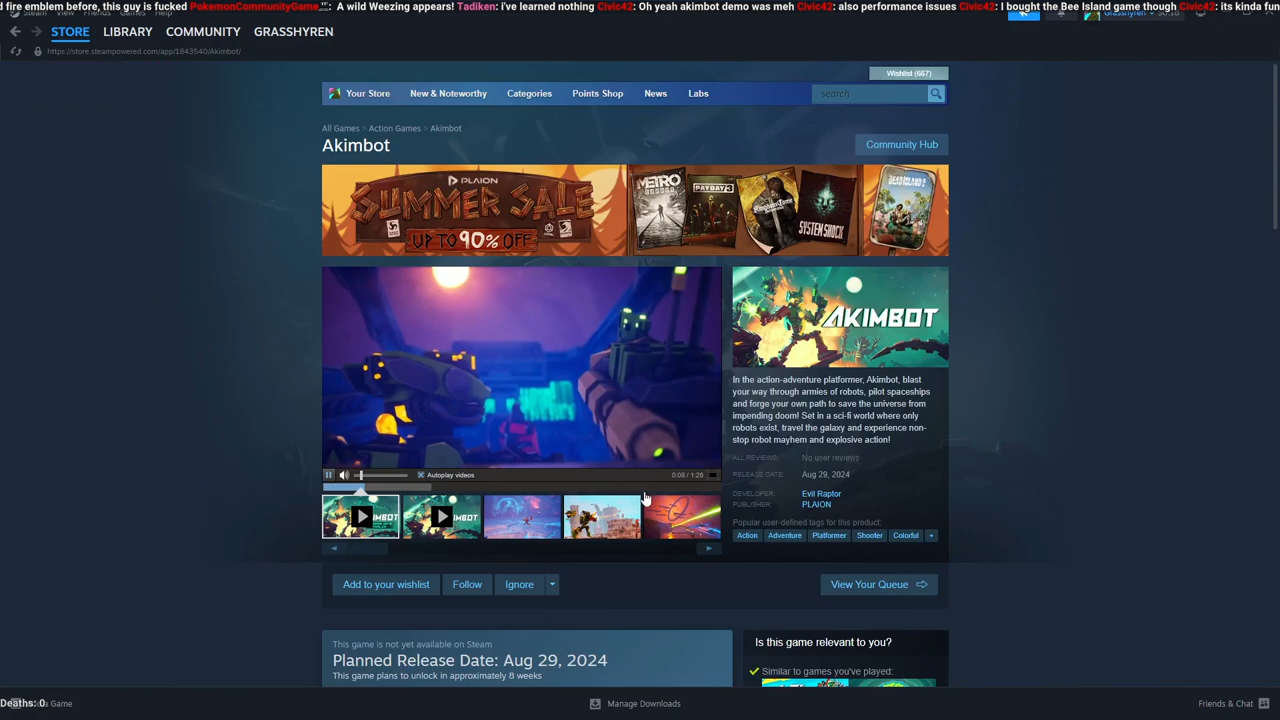 d fire emblem before, this guy is fucked PokemonCommunityGame: A wild Weezing appears! Tadiken: i've learned nothing Civic42: Oh yeah akimbot demo was meh Civic42: also performance issues Civic42: I bought the Bee Island game though Civic42: its kinda fun
Steam View Friends Games Help
Grasshyren
STORE LIBRARY COMMUNITY GRASSHYREN
https://store.steampowered.com/app/1843540/Akimbot/
Wishlist (667)
Your Store New & Noteworthy Categories Points Shop News Labs search
All Games > Action Games > Akimbot
Akimbot
Community Hub
PLAION
SUMMER SALE
UP TO 90% OFF
METRO
PAYDAY 3
SYSTEM SHOCK
DEAD ISLAND 2
AKIMBOT
In the action-adventure platformer, Akimbot, blast
your way through armies of robots, pilot spaceships
and forge your own path to save the universe from
impending doom! Set in a sci-fi world where only
robots exist, travel the galaxy and experience non-
stop robot mayhem and explosive action!
ALL REVIEWS: No user reviews
RELEASE DATE: Aug 29, 2024
DEVELOPER: Evil Raptor
PUBLISHER: PLAION
Popular user-defined tags for this product:
Action Adventure Platformer Shooter Colorful +
Autoplay videos 0:08 / 1:25
Add to your wishlist Follow Ignore View Your Queue
This game is not yet available on Steam
Planned Release Date: Aug 29, 2024
This game plans to unlock in approximately 8 weeks
Is this game relevant to you?
Similar to games you've played:
Deaths: 0 a Game
Manage Downloads
Friends & Chat